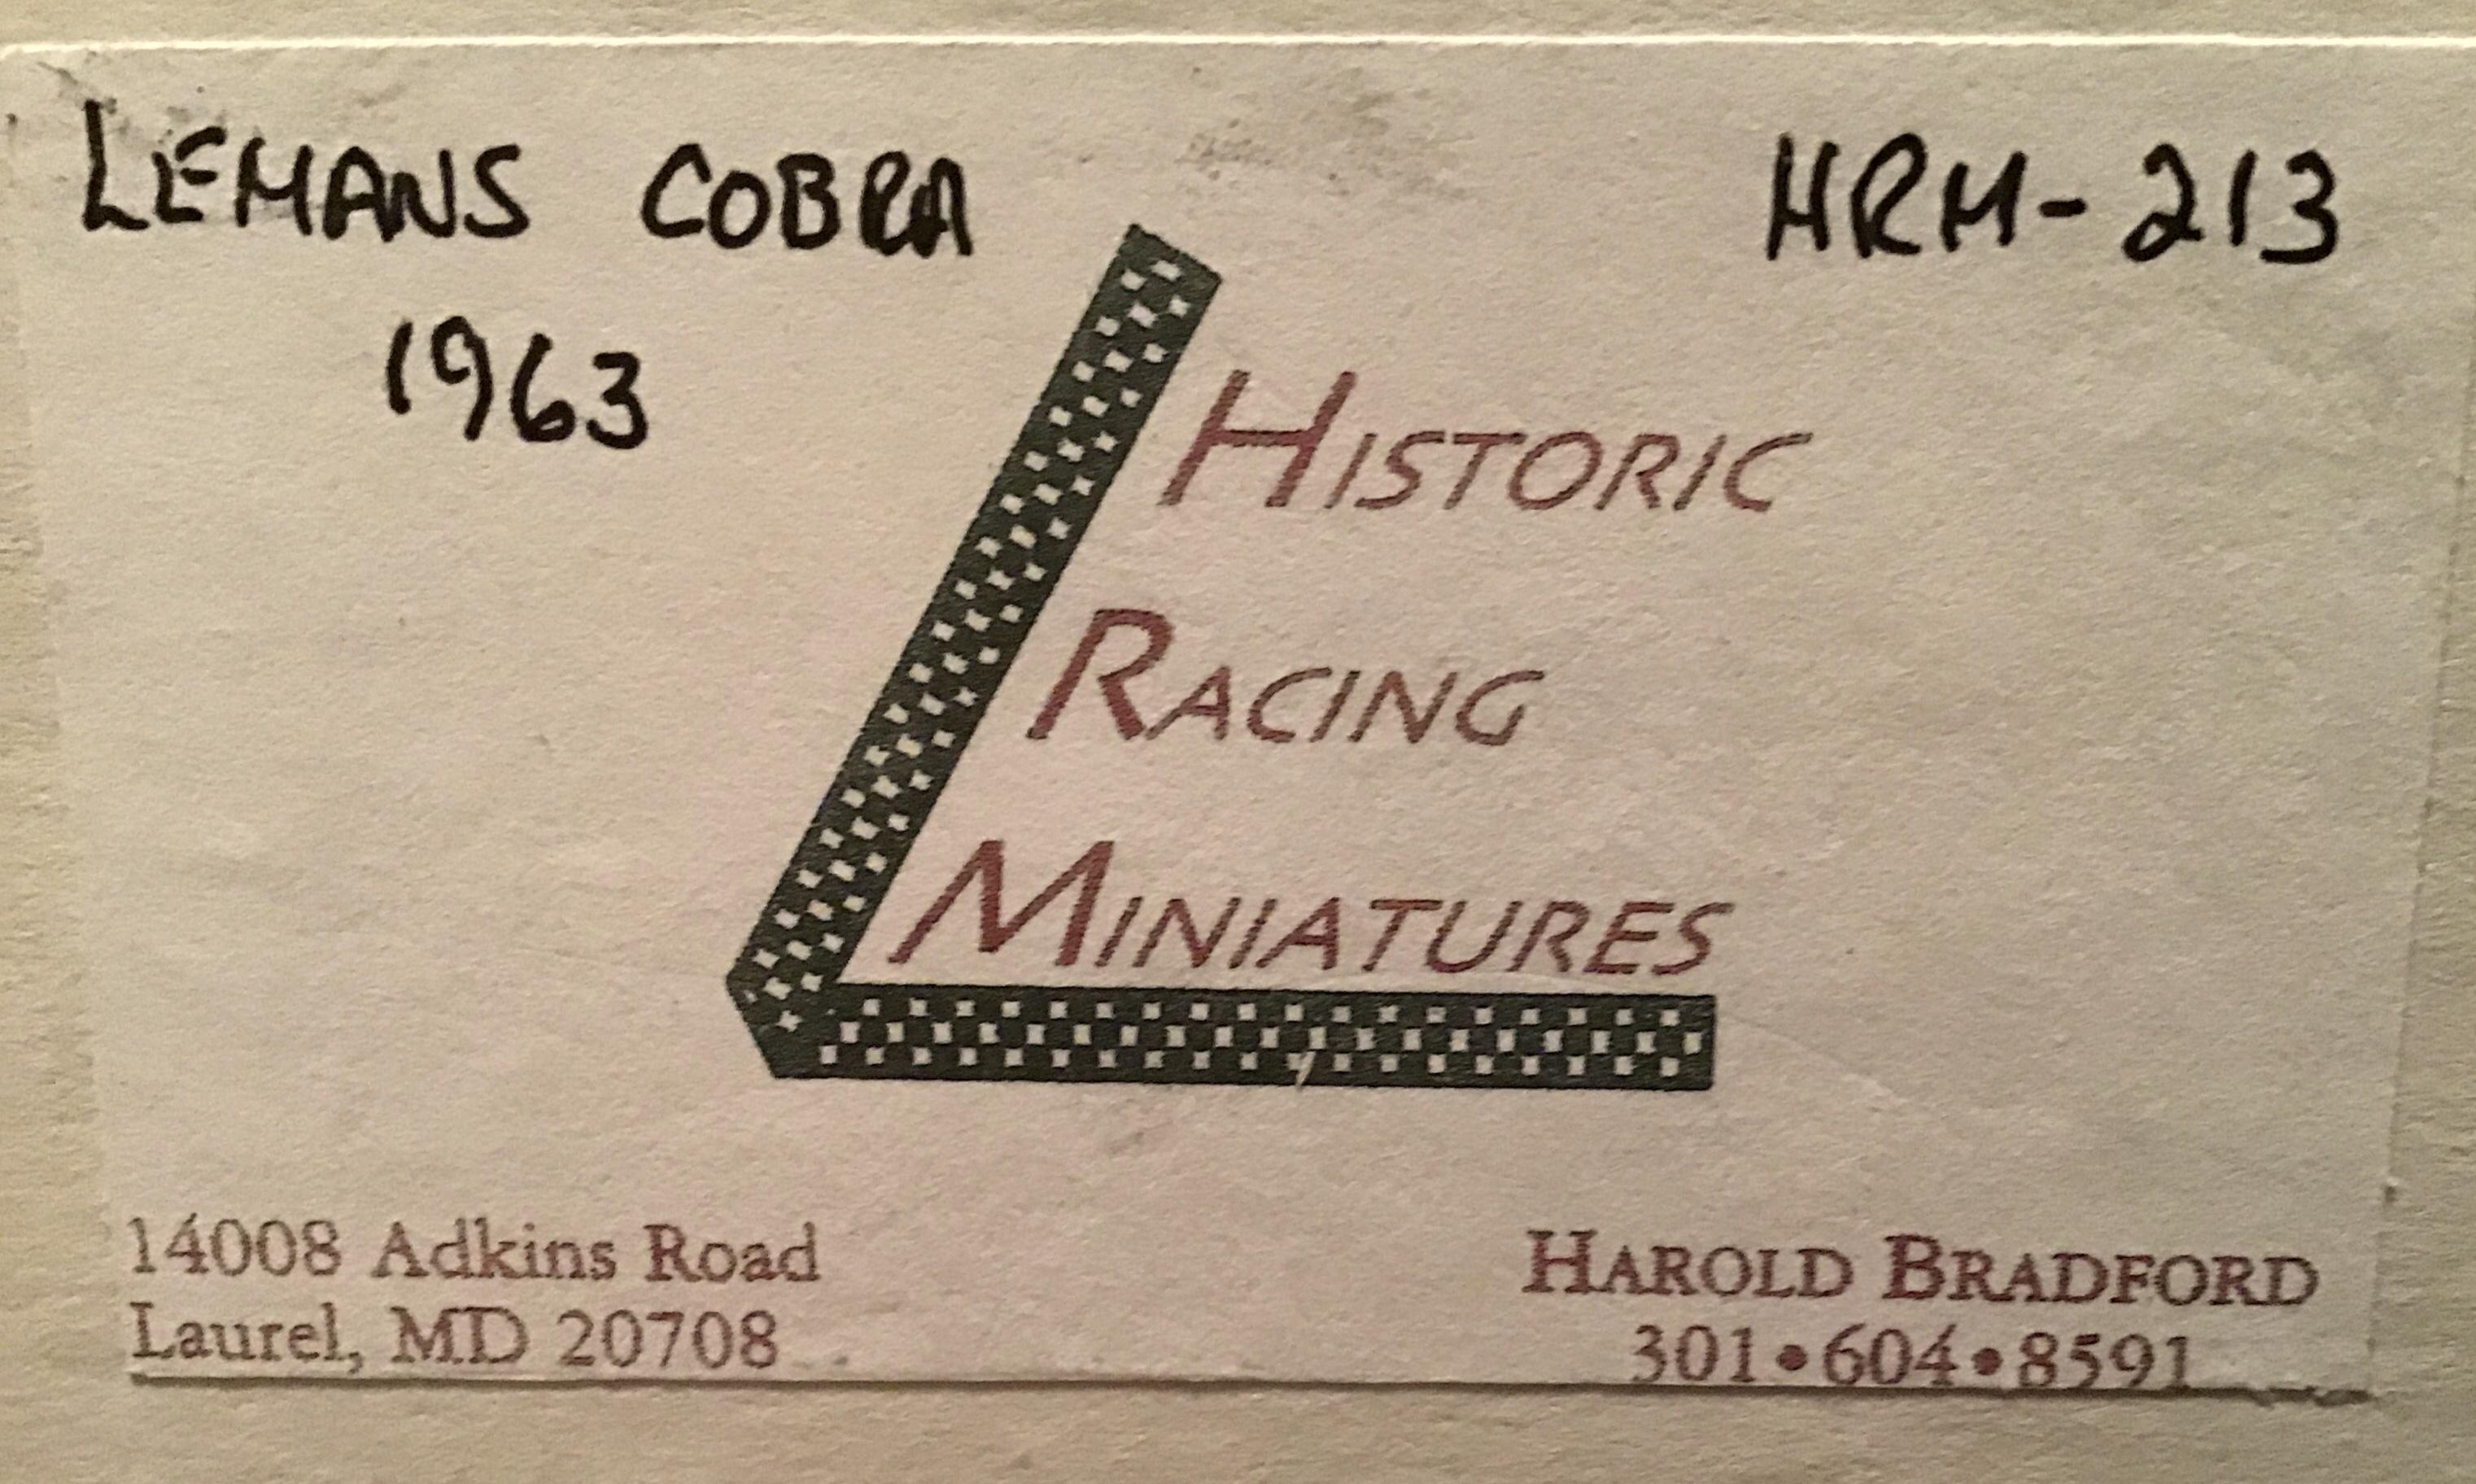 LEMANS COBRA
HRM-213
1963
HISTORIC
RACING
MINIATURES
14008 Adkins Road
Laurel, MD 20708
HAROLD BRADFORD
301•604•8591